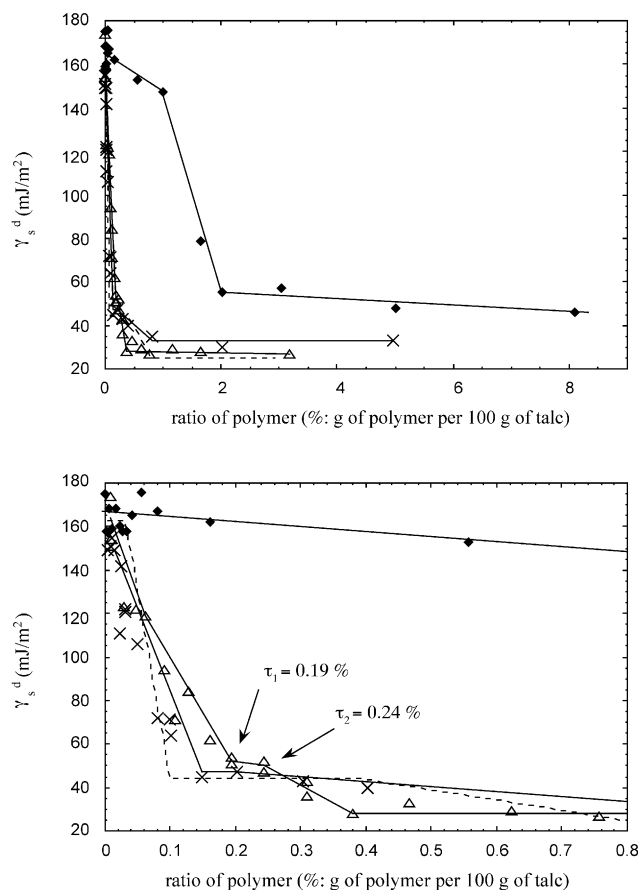 180
160
140
120
100
80
60
40
20
γ s d (mJ/m²)
0 2 4 6 8
ratio of polymer (%: g of polymer per 100 g of talc)
180
160
140
120
100
80
60
40
20
γ s d (mJ/m²)
τ1 = 0.19 %
τ2 = 0.24 %
0 0.1 0.2 0.3 0.4 0.5 0.6 0.7 0.8
ratio of polymer (%: g of polymer per 100 g of talc)